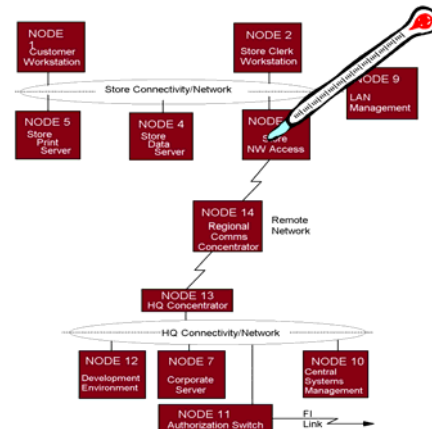 NODE
1
Customer
Workstation
NODE 2
Store Clerk
Workstation
NODE 9
LAN
Management
Store Connectivity/Network
NODE 5
Store
Print
Server
NODE 4
Store
Data
Server
NODE
Store
NW Access
NODE 14
Regional
Comms
Concentrator
Remote
Network
NODE 13
HQ Concentrator
HQ Connectivity/Network
NODE 12
Development
Environment
NODE 7
Corporate
Server
NODE 10
Central
Systems
Management
NODE 11
Authorization Switch
FI
Link